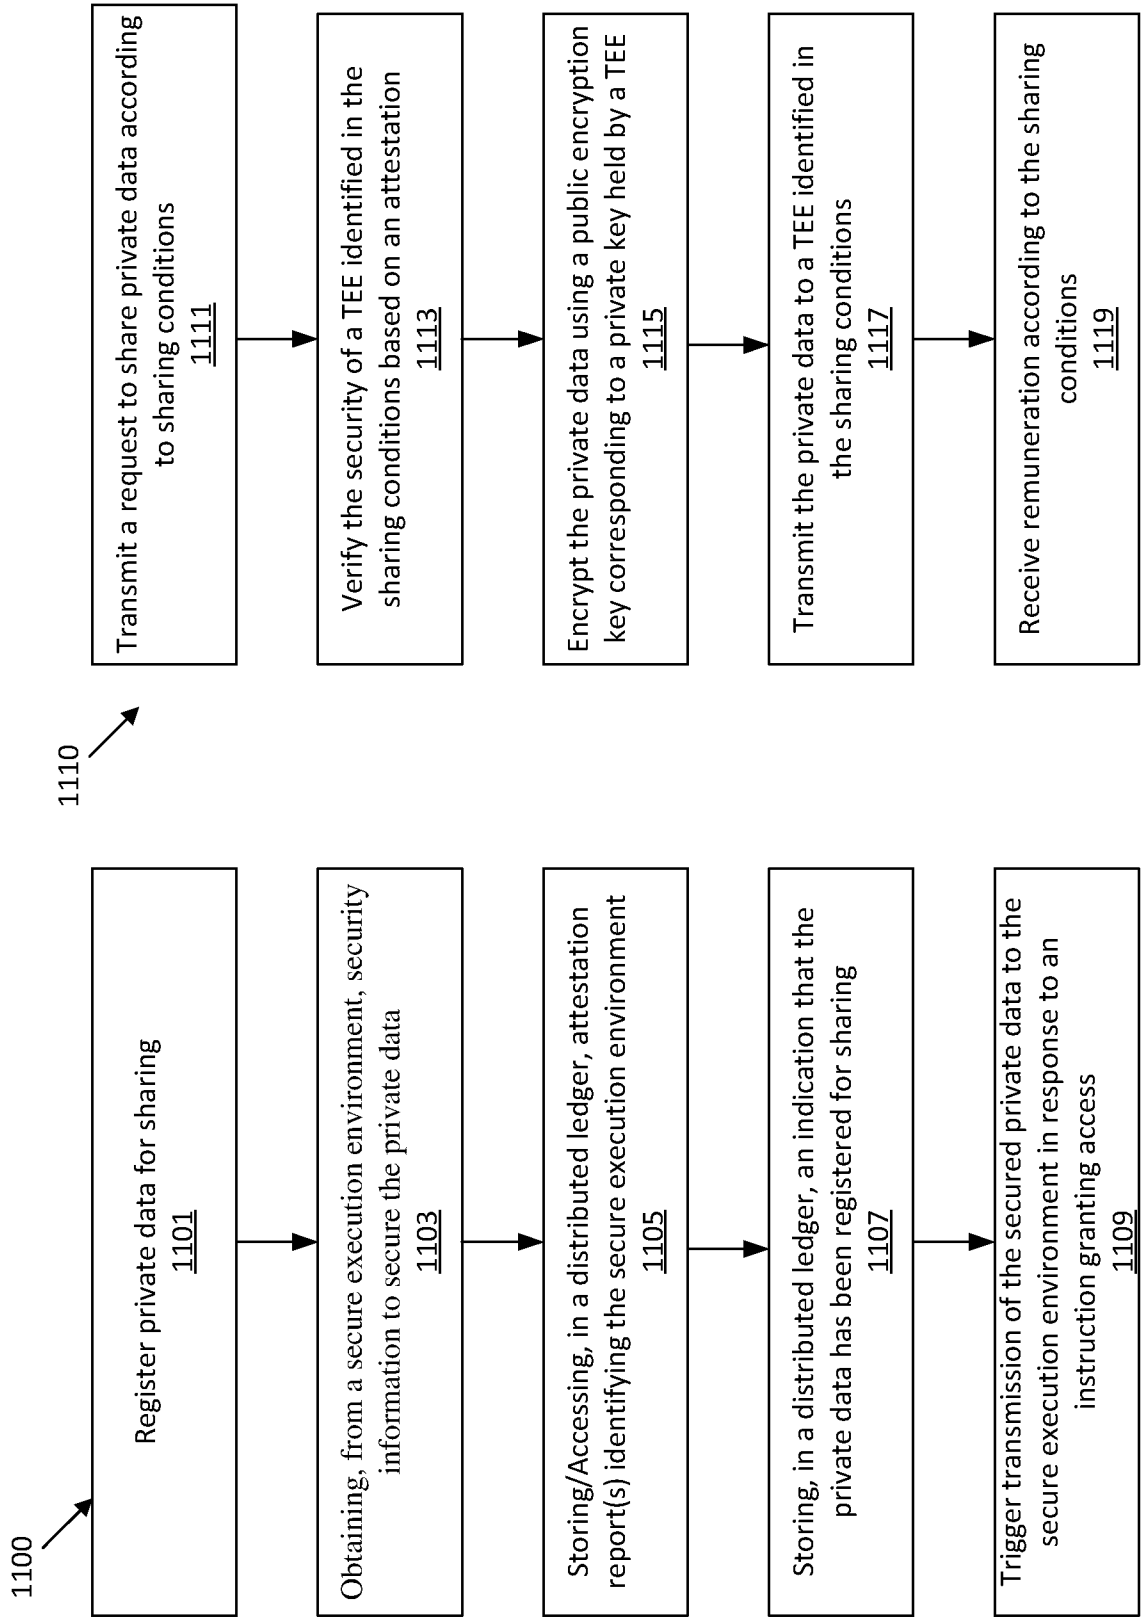 1100
Register private data for sharing
1101
Obtaining, from a secure execution environment, security
information to secure the private data
1103
Storing/Accessing, in a distributed ledger, attestation
report(s) identifying the secure execution environment
1105
Storing, in a distributed ledger, an indication that the
private data has been registered for sharing
1107
Trigger transmission of the secured private data to the
secure execution environment in response to an
instruction granting access
1109
1110
Transmit a request to share private data according
to sharing conditions
1111
Verify the security of a TEE identified in the
sharing conditions based on an attestation
1113
Encrypt the private data using a public encryption
key corresponding to a private key held by a TEE
1115
Transmit the private data to a TEE identified in
the sharing conditions
1117
Receive remuneration according to the sharing
conditions
1119